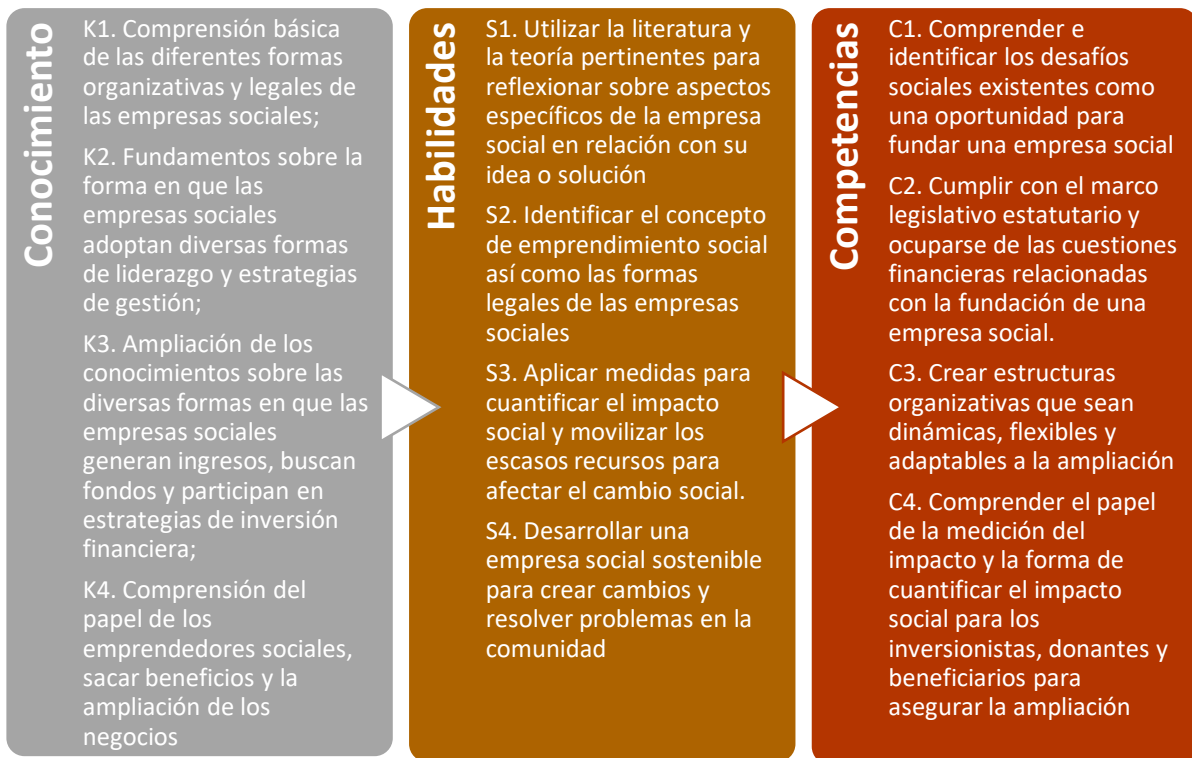 Conocimiento
K1. Comprensión básica
de las diferentes formas
organizativas y legales de
las empresas sociales;
K2. Fundamentos sobre la
forma en que las
empresas sociales
adoptan diversas formas
de liderazgo y estrategias
de gestión;
K3. Ampliación de los
conocimientos sobre las
diversas formas en que las
empresas sociales
generan ingresos, buscan
fondos y participan en
estrategias de inversión
financiera;
K4. Comprensión del
papel de los
emprendedores sociales,
sacar beneficios y la
ampliación de los
negocios
Habilidades
S1. Utilizar la literatura y
la teoría pertinentes para
reflexionar sobre aspectos
específicos de la empresa
social en relación con su
idea o solución
S2. Identificar el concepto
de emprendimiento social
así como las formas
legales de las empresas
sociales
S3. Aplicar medidas para
cuantificar el impacto
social y movilizar los
escasos recursos para
afectar el cambio social.
S4. Desarrollar una
empresa social sostenible
para crear cambios y
resolver problemas en la
comunidad
Competencias
C1. Comprender e
identificar los desafíos
sociales existentes como
una oportunidad para
fundar una empresa social
C2. Cumplir con el marco
legislativo estatutario y
ocuparse de las cuestiones
financieras relacionadas
con la fundación de una
empresa social.
C3. Crear estructuras
organizativas que sean
dinámicas, flexibles y
adaptables a la ampliación
C4. Comprender el papel
de la medición del
impacto y la forma de
cuantificar el impacto
social para los
inversionistas, donantes y
beneficiarios para
asegurar la ampliación